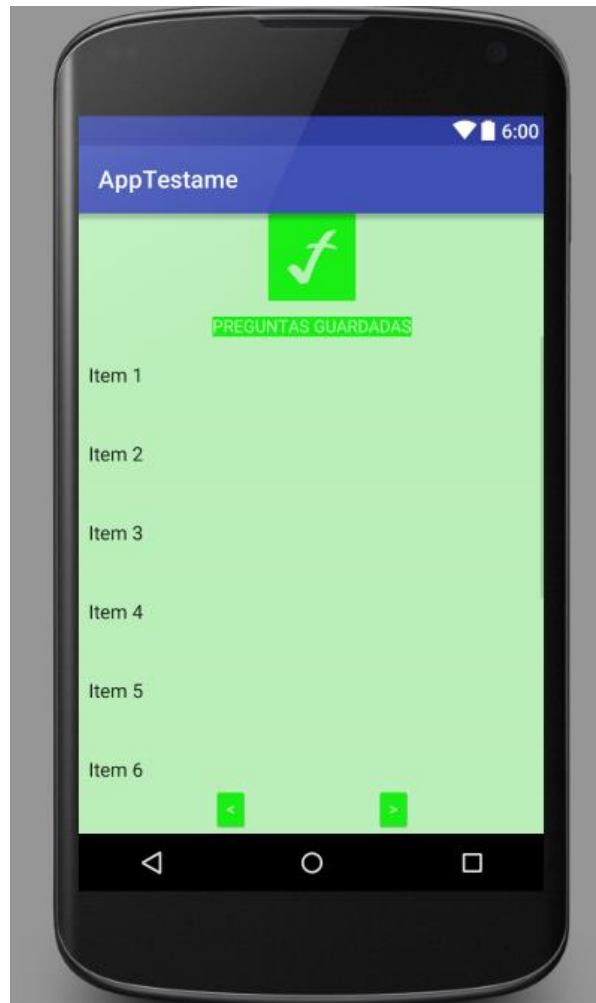 6:00
AppTestame
PREGUNTAS GUARDADAS
Item 1
Item 2
Item 3
Item 4
Item 5
Item 6
< >